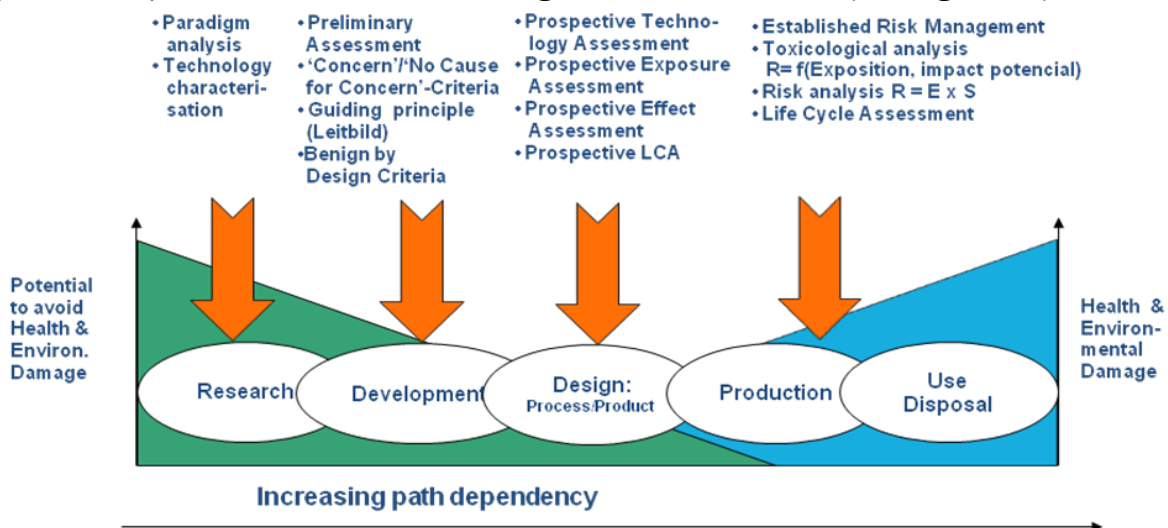 • Paradigm
analysis
• Technology
characteri-
sation
• Preliminary
Assessment
• ‘Concern’/‘No Cause
for Concern’-Criteria
• Guiding principle
(Leitbild)
• Benign by
Design Criteria
• Prospective Techno-
logy Assessment
• Prospective Exposure
Assessment
• Prospective Effect
Assessment
• Prospective LCA
• Established Risk Management
• Toxicological analysis
R= f(Exposition, impact potencial)
• Risk analysis R = E x S
• Life Cycle Assessment
Potential
to avoid
Health &
Environ.
Damage
Research
Development
Design:
Process/Product
Production
Use
Disposal
Health &
Environ-
mental
Damage
Increasing path dependency